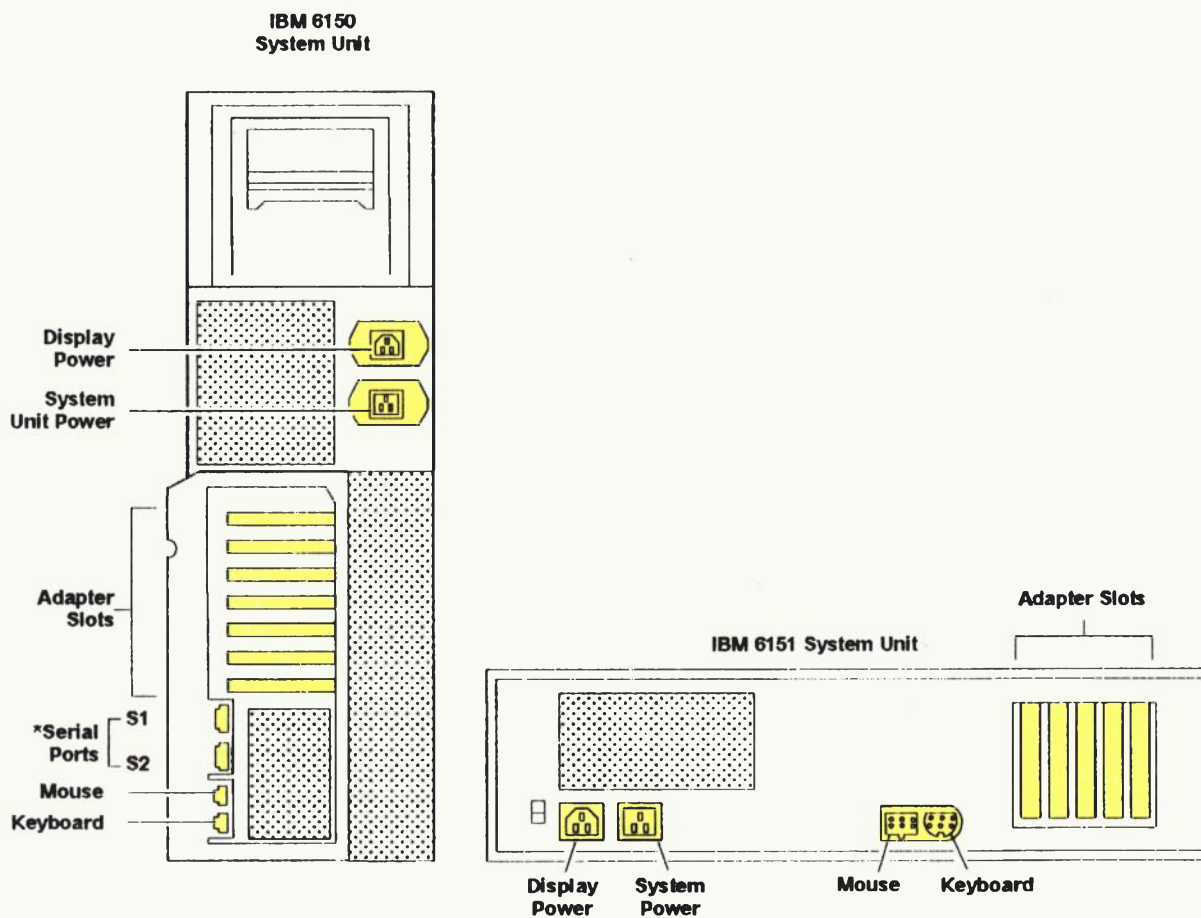 IBM 6150
System Unit
Display
Power
System
Unit Power
Adapter
Slots
*Serial
Ports
S1
S2
Mouse
Keyboard
IBM 6151 System Unit
Adapter Slots
Display
Power
System
Power
Mouse
Keyboard